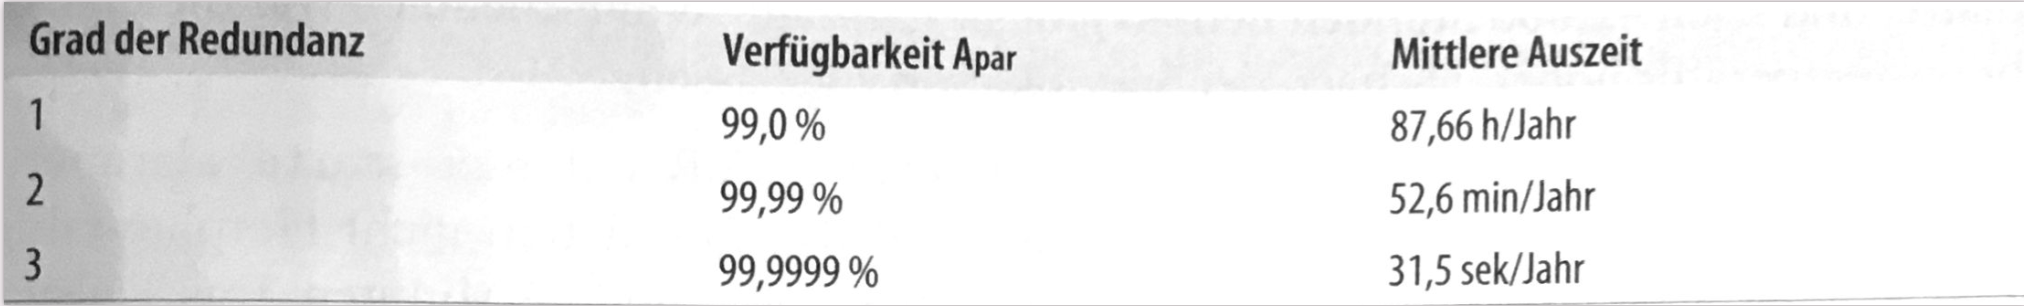 Grad der Redundanz Verfügbarkeit Apar Mittlere Auszeit
1 99,0 % 87,66 h/Jahr
2 99,99 % 52,6 min/Jahr
3 99,9999 % 31,5 sek/Jahr